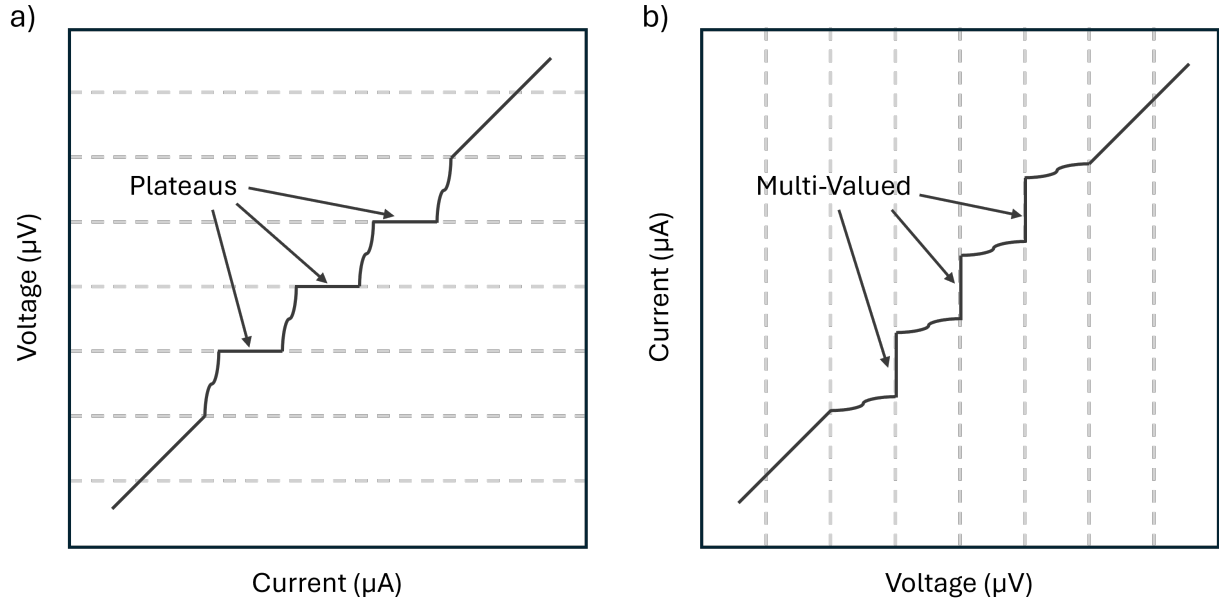 a)
Plateaus
Voltage (µV)
Current (µA)
b)
Multi-Valued
Current (µA)
Voltage (µV)